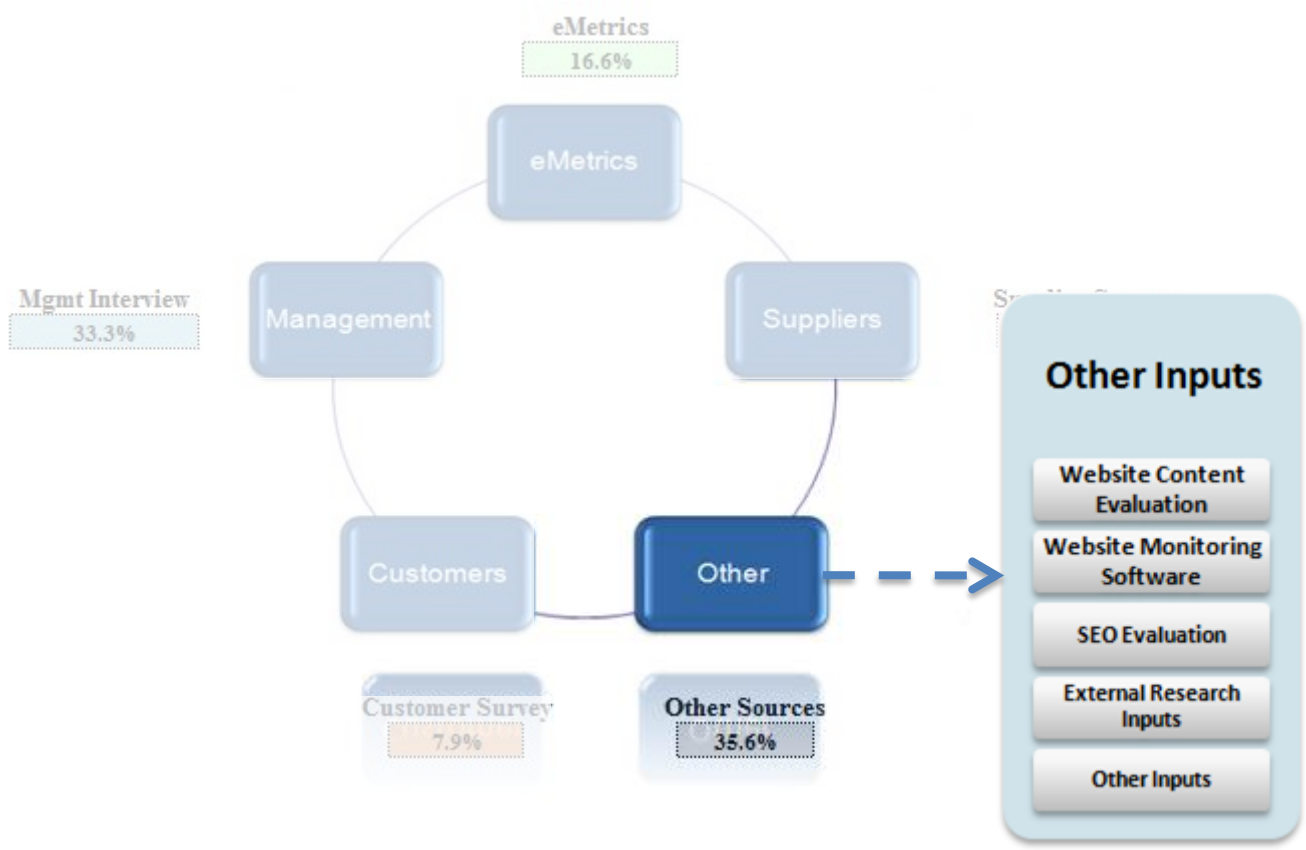 eMetrics
16.6%
eMetrics
Mgmt Interview
33.3%
Management
Suppliers
Customers
Other
Customer Survey
7.9%
Other Sources
35.6%
Other Inputs
Website Content
Evaluation
Website Monitoring
Software
SEO Evaluation
External Research
Inputs
Other Inputs